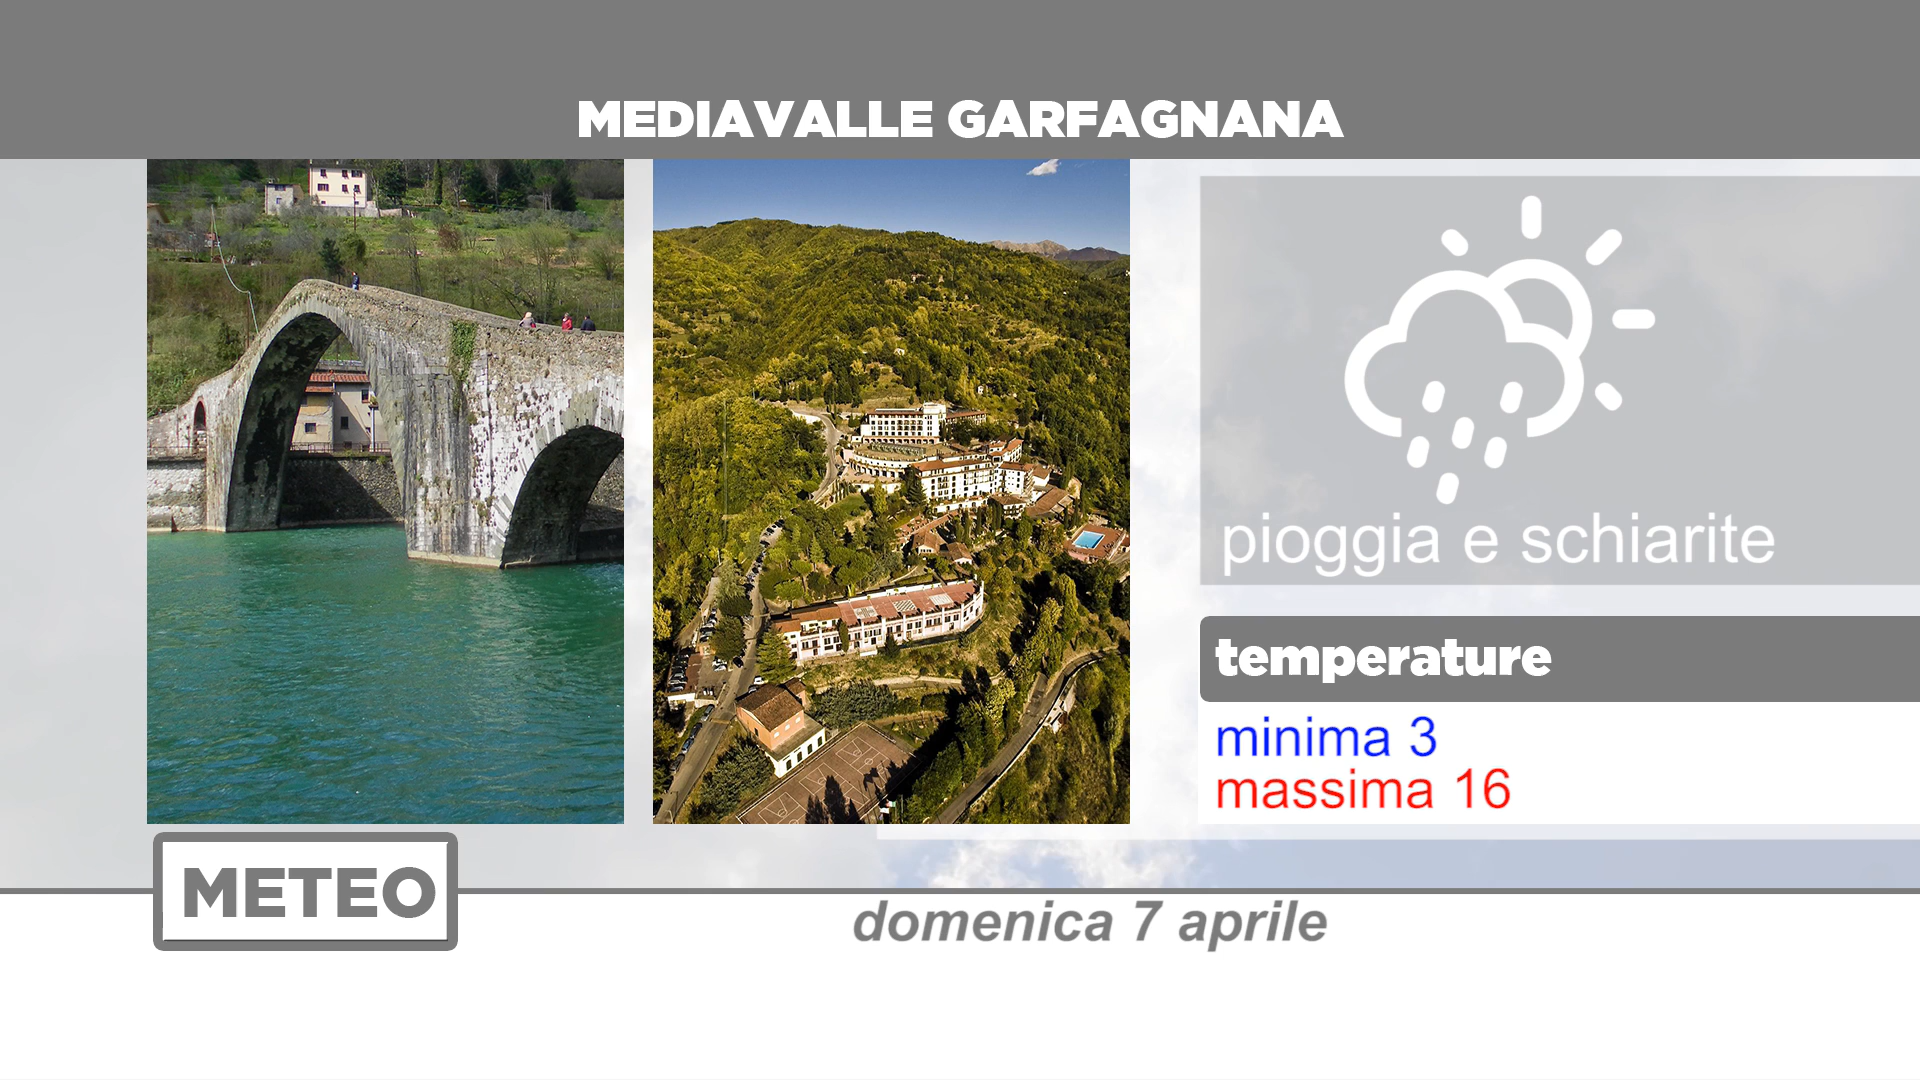 MEDIAVALLE GARFAGNANA
pioggia e schiarite
temperature
minima 3
massima 16
METEO
domenica 7 aprile